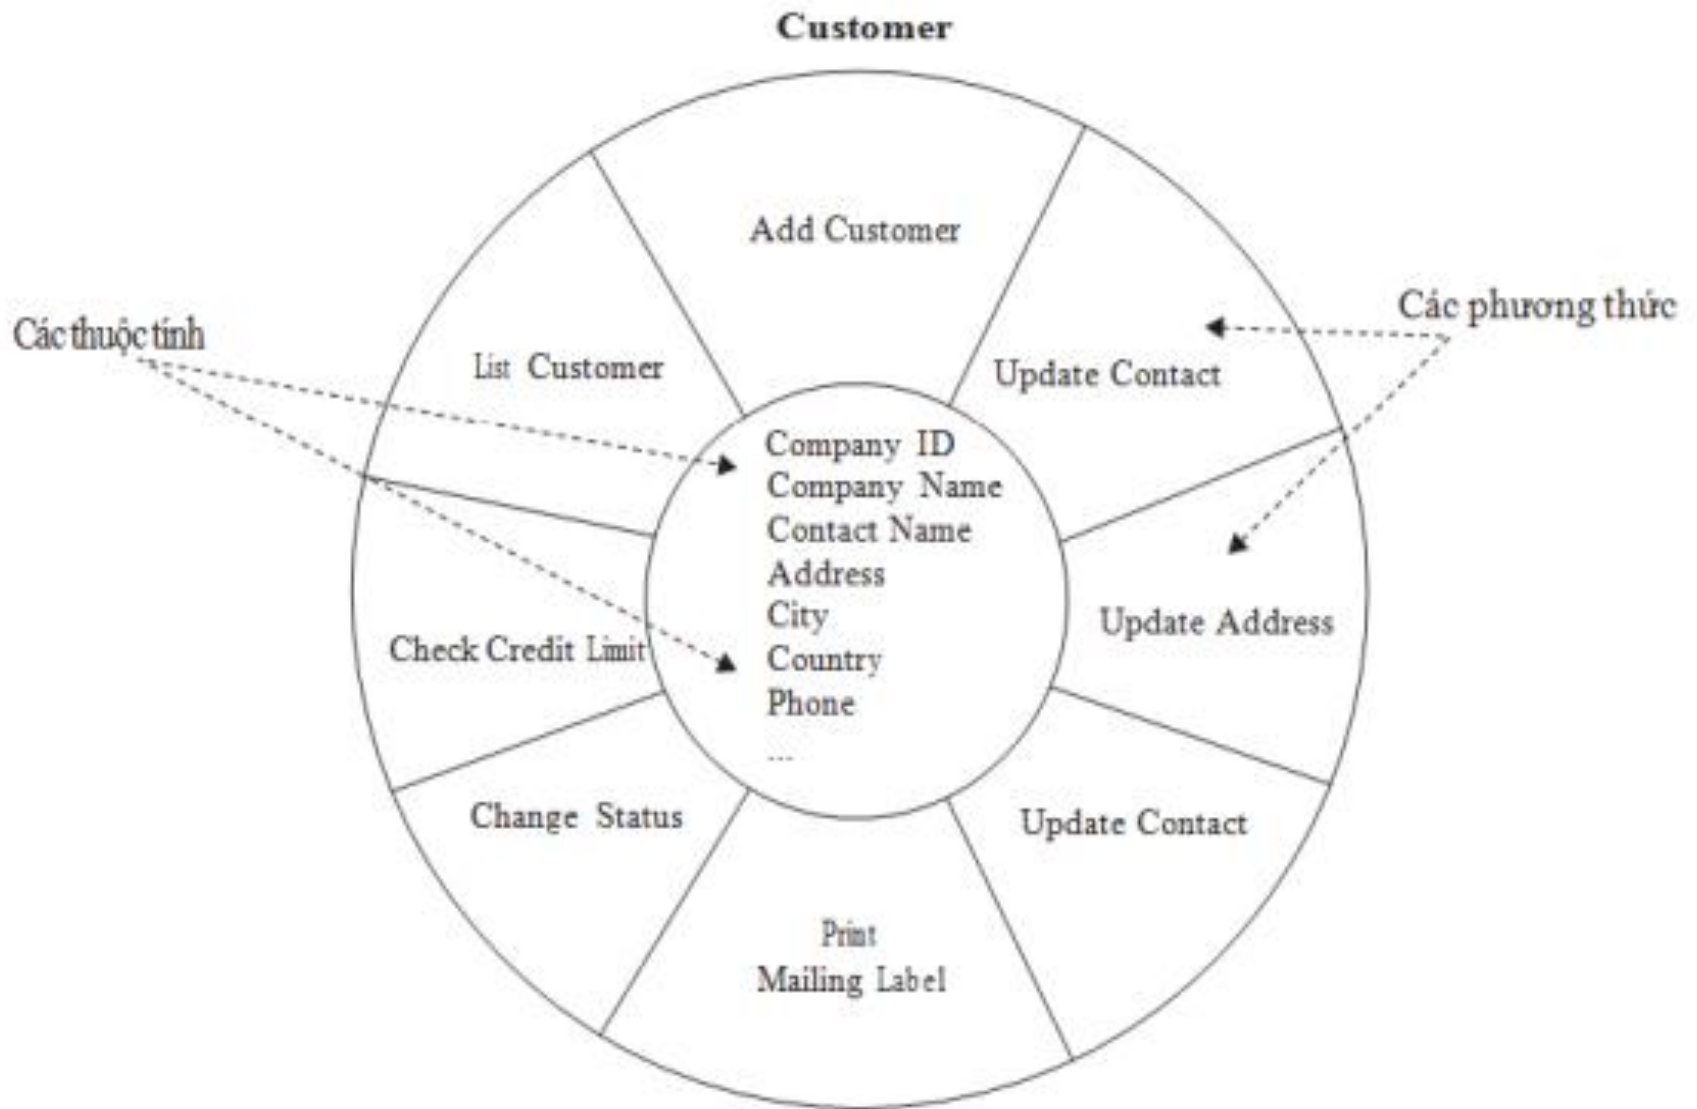 Customer
Add Customer
Các phương thức
Các thuộc tính
List Customer
Update Contact
Company ID
Company Name
Contact Name
Address
City
Country
Phone
...
Update Address
Check Credit Limit
Change Status
Update Contact
Print
Mailing Label